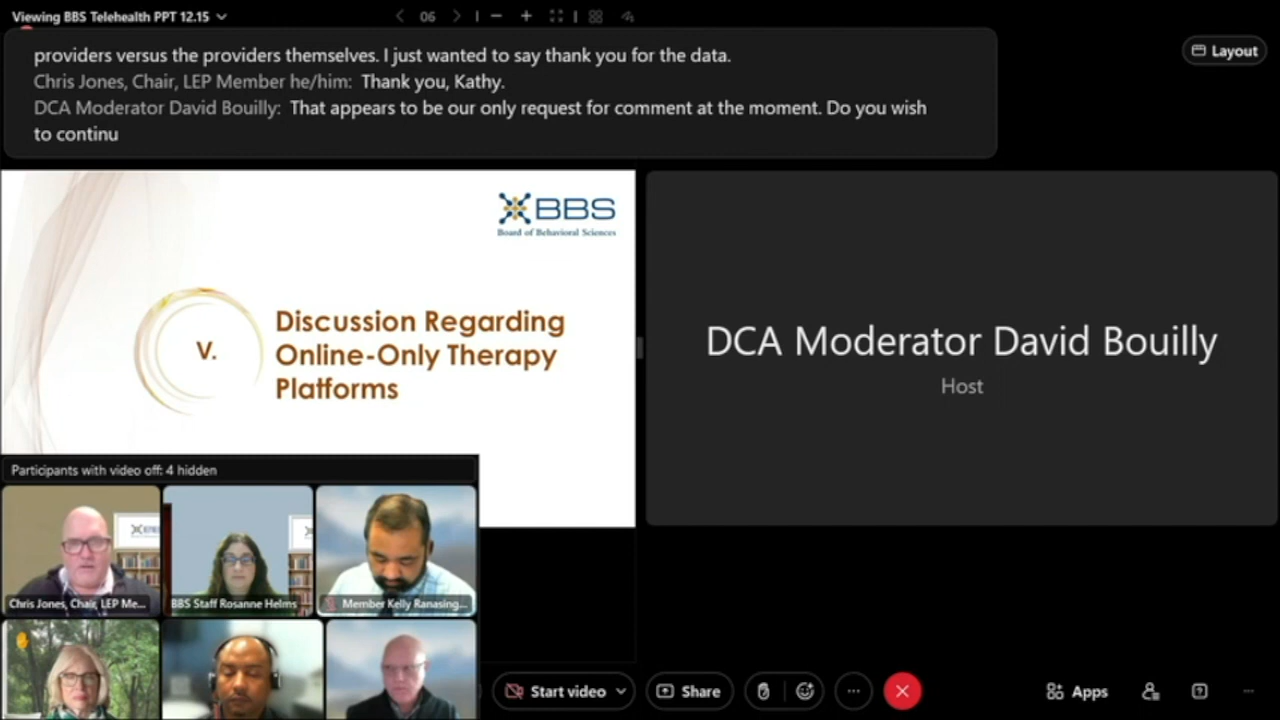 Viewing BBS Telehealth PPT 12.15
06
providers versus the providers themselves. I just wanted to say thank you for the data.
Chris Jones, Chair, LEP Member he/him: Thank you, Kathy.
DCA Moderator David Bouilly: That appears to be our only request for comment at the moment. Do you wish
to continu
Layout
BBS
Board of Behavioral Sciences
V.
Discussion Regarding
Online-Only Therapy
Platforms
DCA Moderator David Bouilly
Host
Participants with video off: 4 hidden
Chris Jones, Chair, LEP Me...
BBS Staff Rosanne Helms
Member Kelly Ranasing...
Start video
Share
Apps